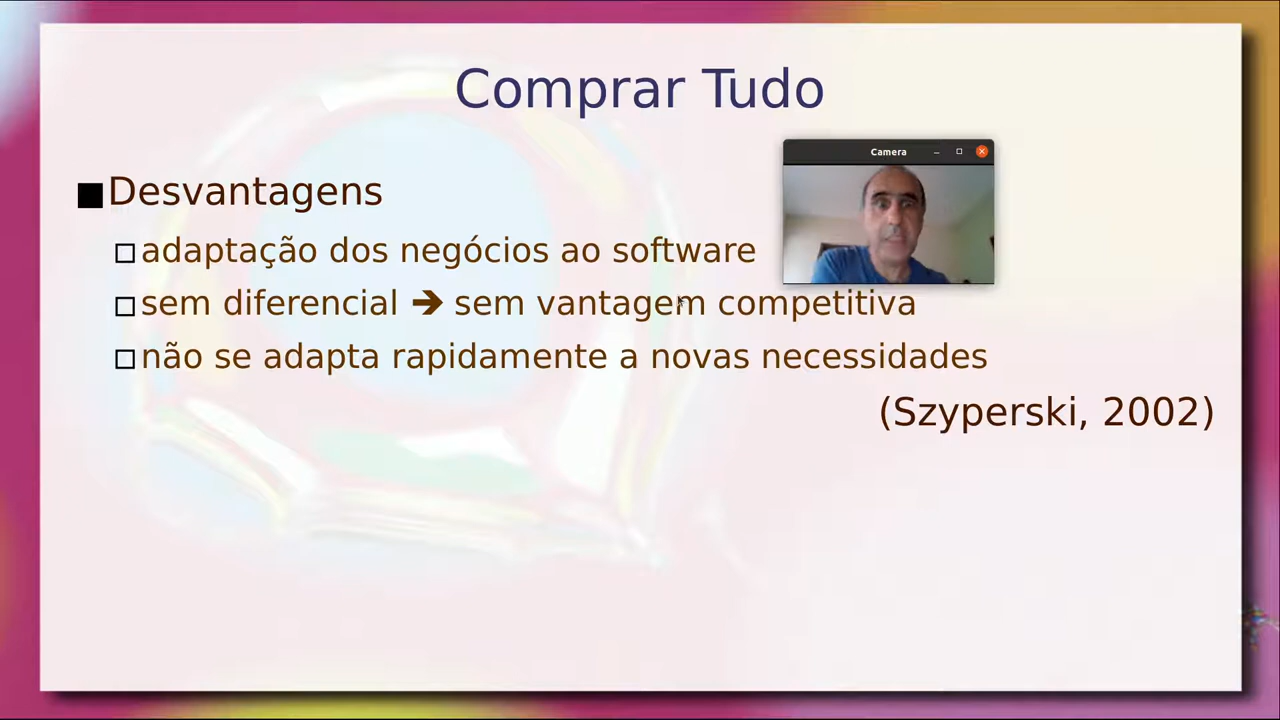 Comprar Tudo
Camera
Desvantagens
adaptação dos negócios ao software
sem diferencial ➔ sem vantagem competitiva
não se adapta rapidamente a novas necessidades
(Szyperski, 2002)